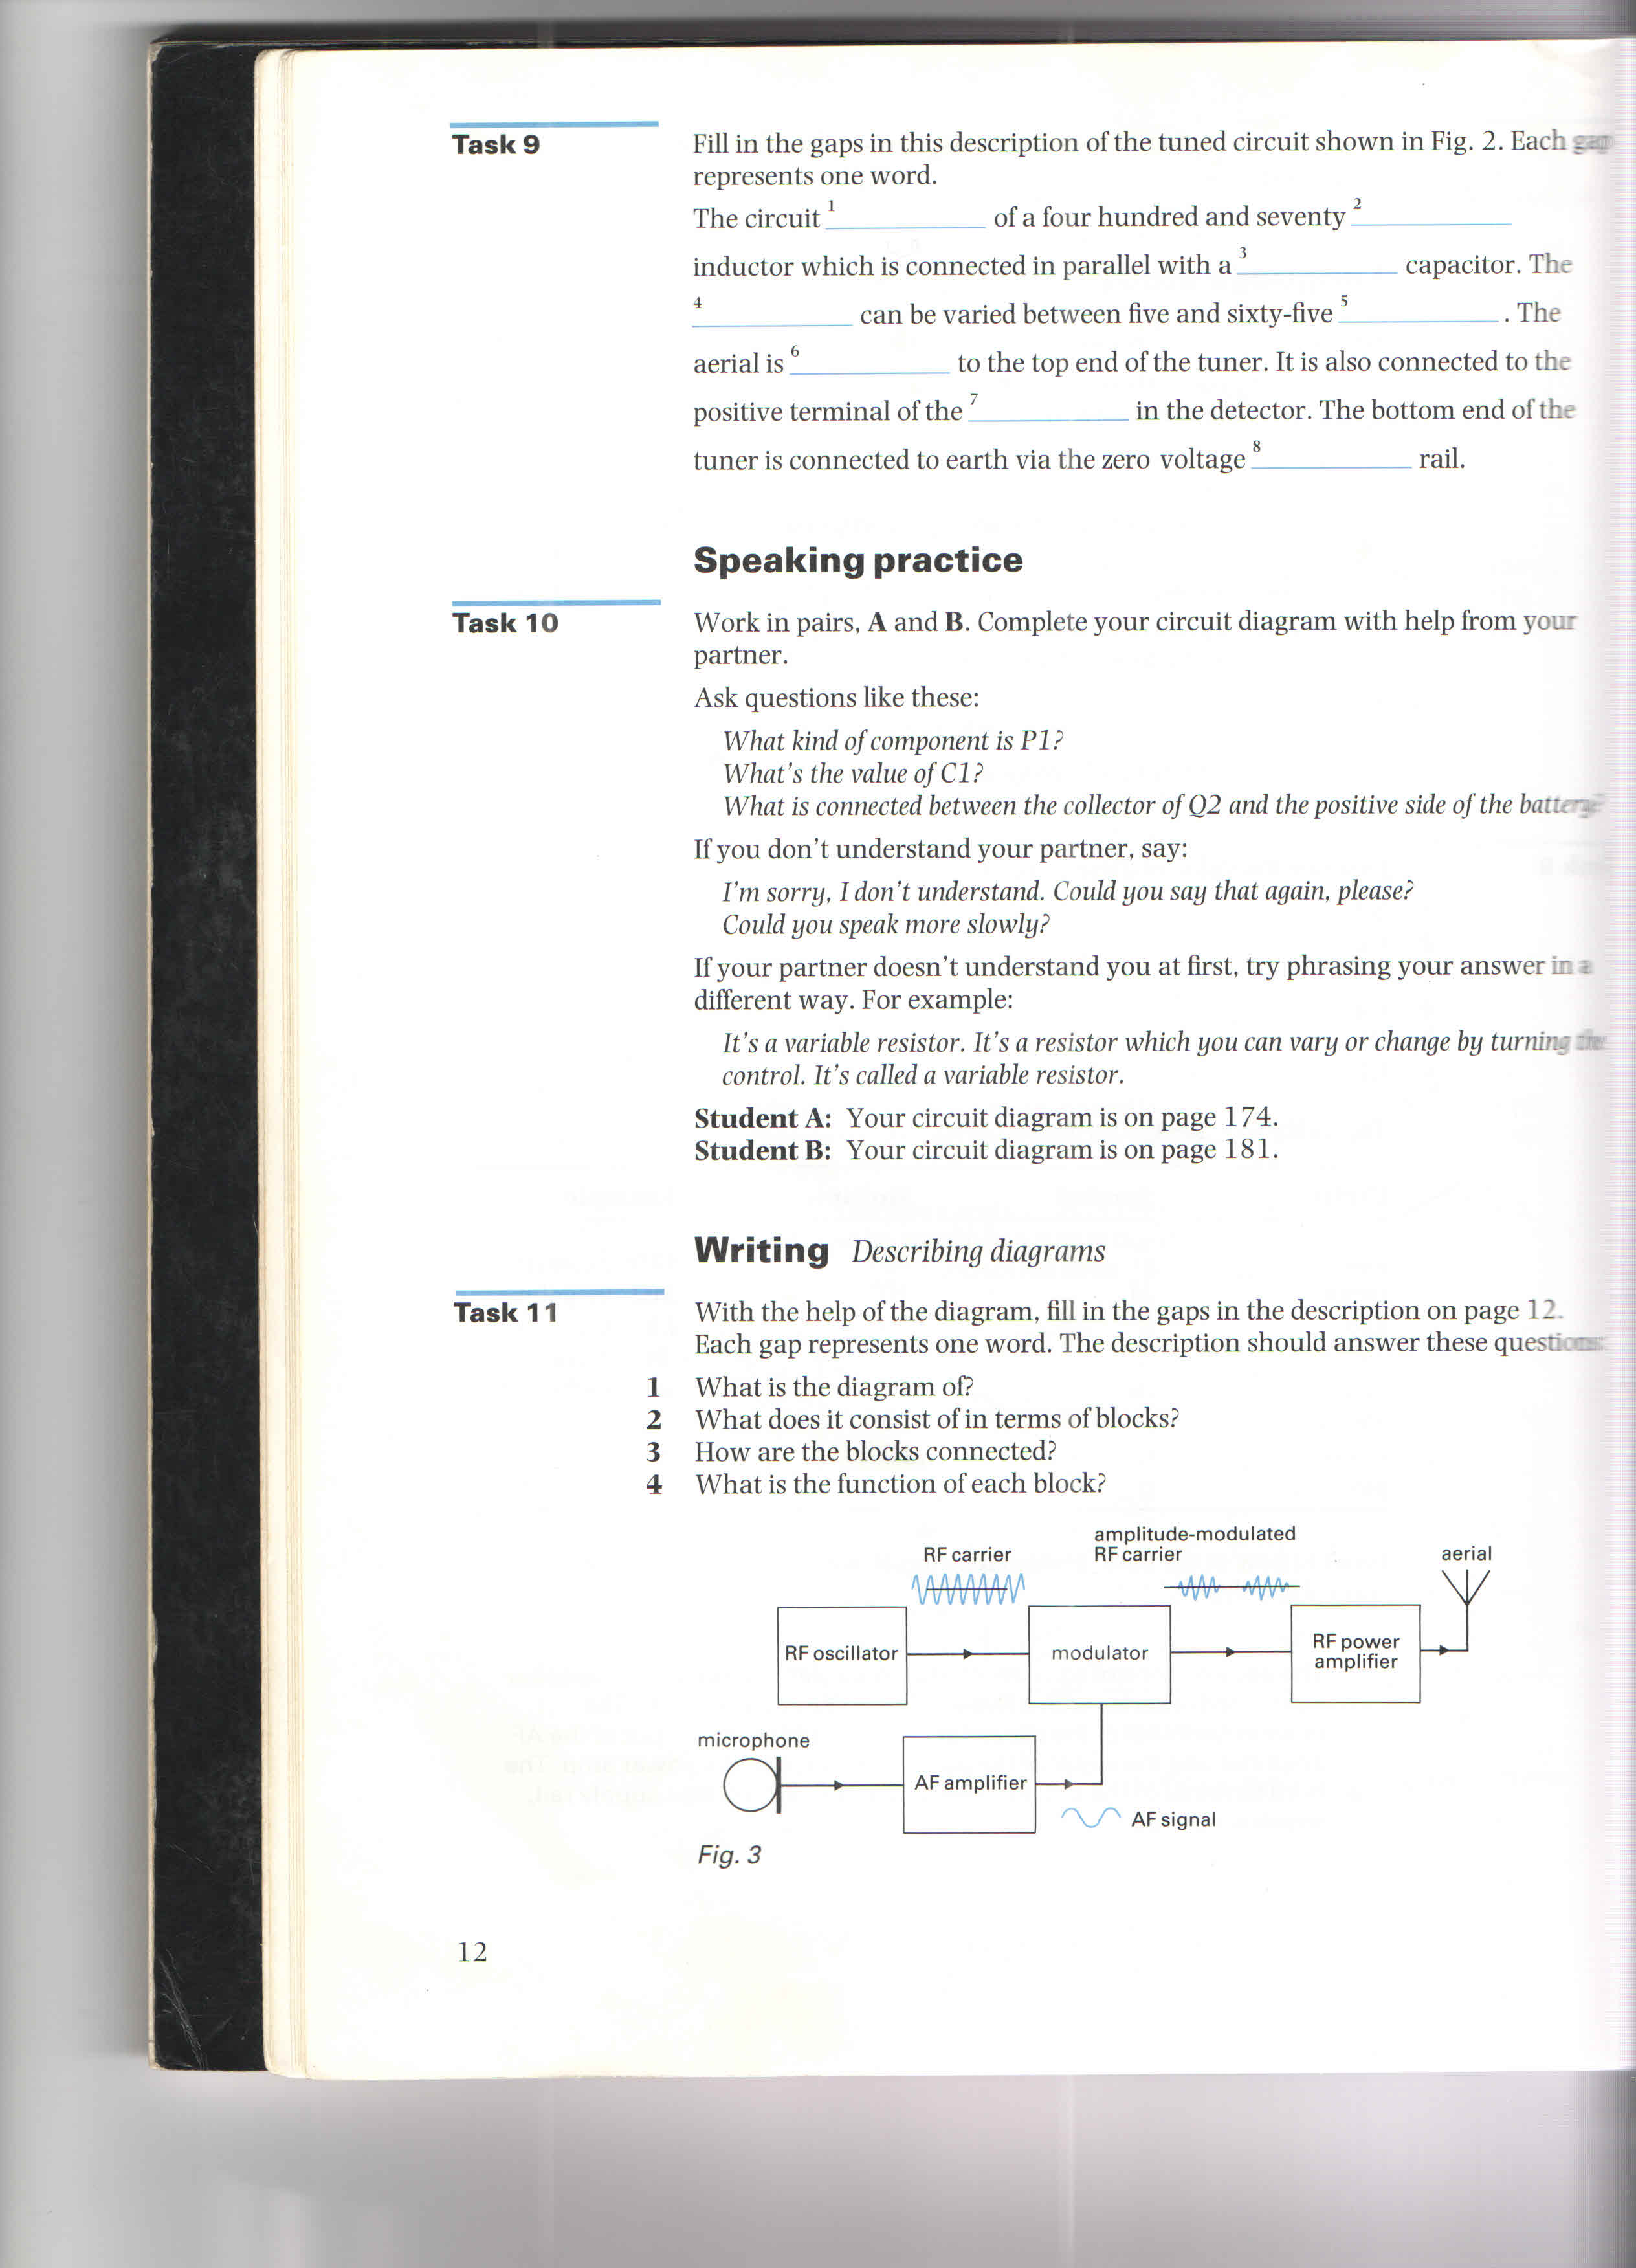 Task 9
Fill in the gaps in this description of the tuned circuit shown in Fig. 2. Each gap
represents one word.
The circuit 1 of a four hundred and seventy 2
inductor which is connected in parallel with a 3 capacitor. The
4 can be varied between five and sixty-five 5 . The
aerial is 6 to the top end of the tuner. It is also connected to the
positive terminal of the 7 in the detector. The bottom end of the
tuner is connected to earth via the zero voltage 8 rail.
Speaking practice
Task 10
Work in pairs, A and B. Complete your circuit diagram with help from your
partner.
Ask questions like these:
What kind of component is P1?
What's the value of C1?
What is connected between the collector of Q2 and the positive side of the battery?
If you don't understand your partner, say:
I'm sorry, I don't understand. Could you say that again, please?
Could you speak more slowly?
If your partner doesn't understand you at first, try phrasing your answer in a
different way. For example:
It's a variable resistor. It's a resistor which you can vary or change by turning the
control. It's called a variable resistor.
Student A: Your circuit diagram is on page 174.
Student B: Your circuit diagram is on page 181.
Writing Describing diagrams
Task 11
With the help of the diagram, fill in the gaps in the description on page 12.
Each gap represents one word. The description should answer these questions:
1 What is the diagram of?
2 What does it consist of in terms of blocks?
3 How are the blocks connected?
4 What is the function of each block?
amplitude-modulated
RF carrier
RF carrier
aerial
RF oscillator
modulator
RF power
amplifier
microphone
AF amplifier
AF signal
Fig. 3
12